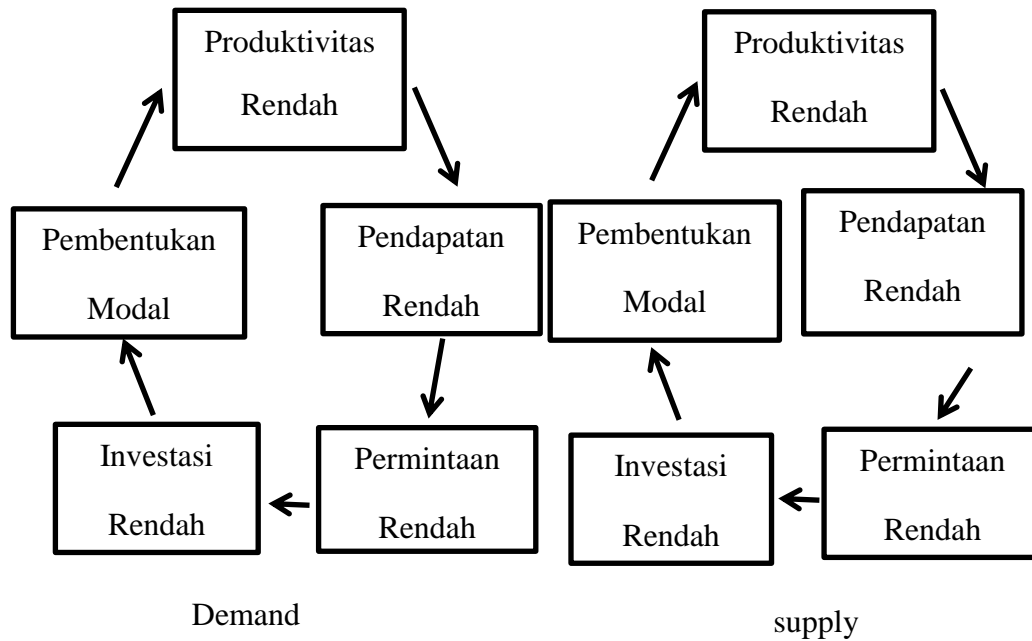 Produktivitas
Rendah
Pendapatan
Rendah
Permintaan
Rendah
Investasi
Rendah
Pembentukan
Modal
Demand
Produktivitas
Rendah
Pendapatan
Rendah
Permintaan
Rendah
Investasi
Rendah
Pembentukan
Modal
supply